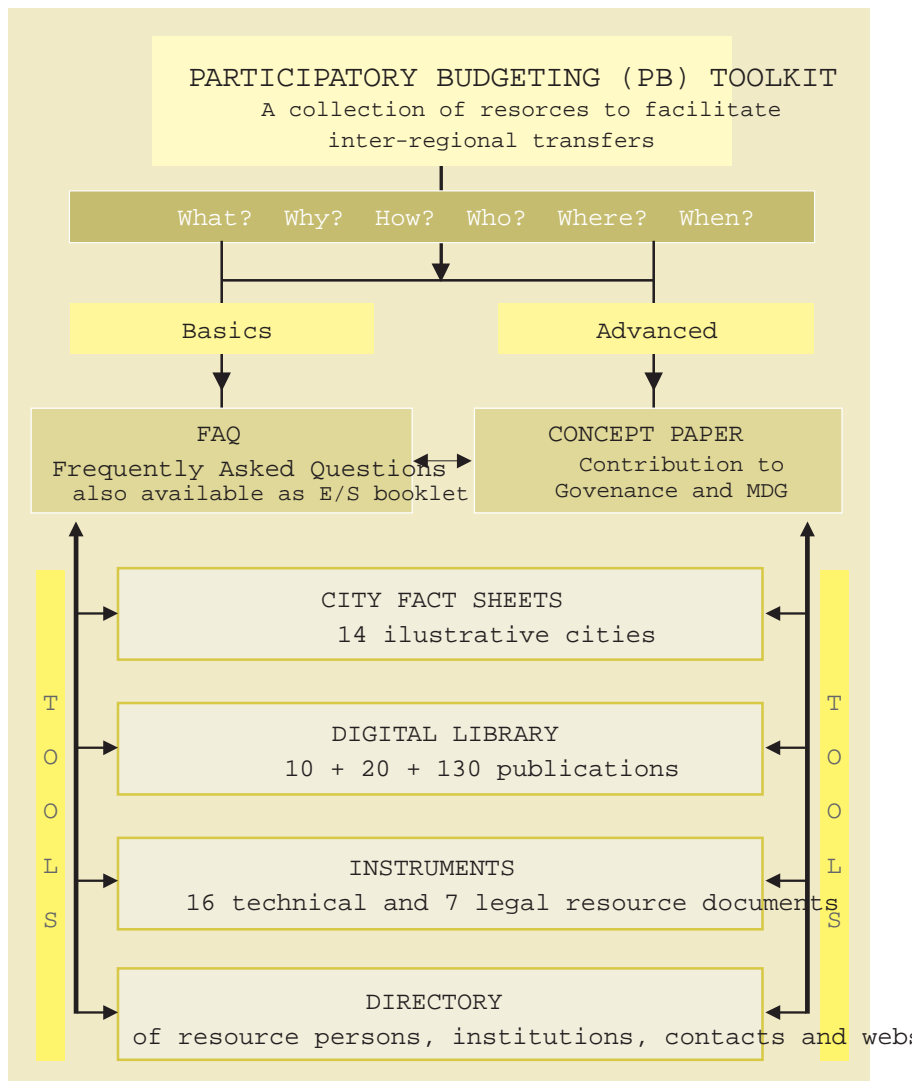 PARTICIPATORY BUDGETING (PB) TOOLKIT
A collection of resorces to facilitate
inter-regional transfers
What? Why? How? Who? Where? When?
Basics
Advanced
FAQ
Frequently Asked Questions
also available as E/S booklet
CONCEPT PAPER
Contribution to
Govenance and MDG
TOOLS
CITY FACT SHEETS
14 ilustrative cities
DIGITAL LIBRARY
10 + 20 + 130 publications
INSTRUMENTS
16 technical and 7 legal resource documents
DIRECTORY
of resource persons, institutions, contacts and webs
TOOLS